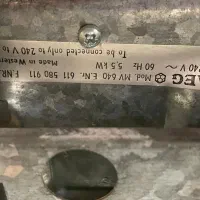 AEG Mod. MV 640 E.Nr. 611 580 911 F.NR.
240 V ~ 60 Hz 5.5 kW Made in Western
To be connected only to 240 V to